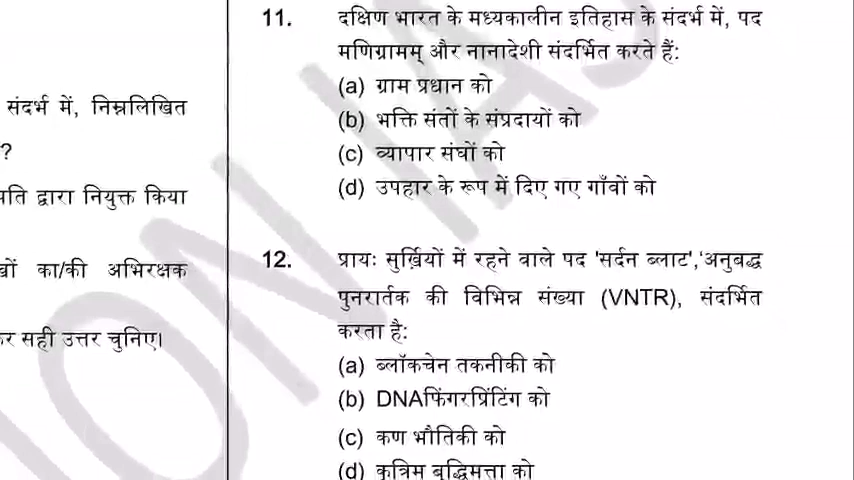 संदर्भ में, निम्नलिखित
?
द्वारा नियुक्त किया
का/की अभिरक्षक
सही उत्तर चुनिए।
11. दक्षिण भारत के मध्यकालीन इतिहास के संदर्भ में, पद
मणिग्रामम् और नानादेशी संदर्भित करते हैं:
(a) ग्राम प्रधान को
(b) भक्ति संतों के संप्रदायों को
(c) व्यापार संघों को
(d) उपहार के रूप में दिए गए गाँवों को
12. प्रायः सुर्ख़ियों में रहने वाले पद 'सर्दन ब्लाट','अनुबद्ध
पुनरार्तक की विभिन्न संख्या (VNTR), संदर्भित
करता है:
(a) ब्लॉकचेन तकनीकी को
(b) DNAफिंगरप्रिंटिंग को
(c) कण भौतिकी को
(d) कृत्रिम बुद्धिमत्ता को